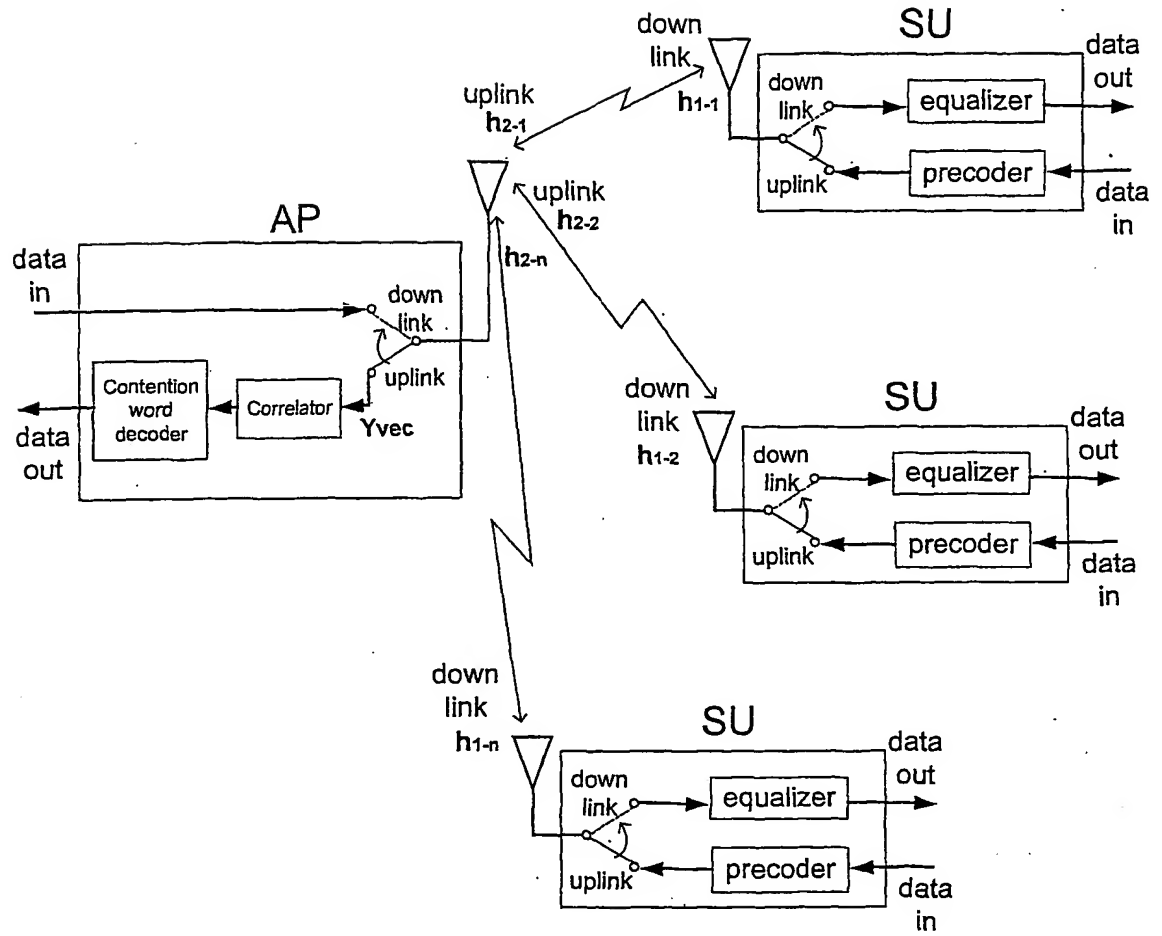 SU
down
link
h1-1
down
link
uplink
equalizer
precoder
data
out
data
in
uplink
h2-1
uplink
h2-2
h2-n
AP
data
in
down
link
uplink
Contention
word
decoder
Correlator
Yvec
data
out
SU
down
link
h1-2
down
link
uplink
equalizer
precoder
data
out
data
in
SU
down
link
h1-n
down
link
uplink
equalizer
precoder
data
out
data
in